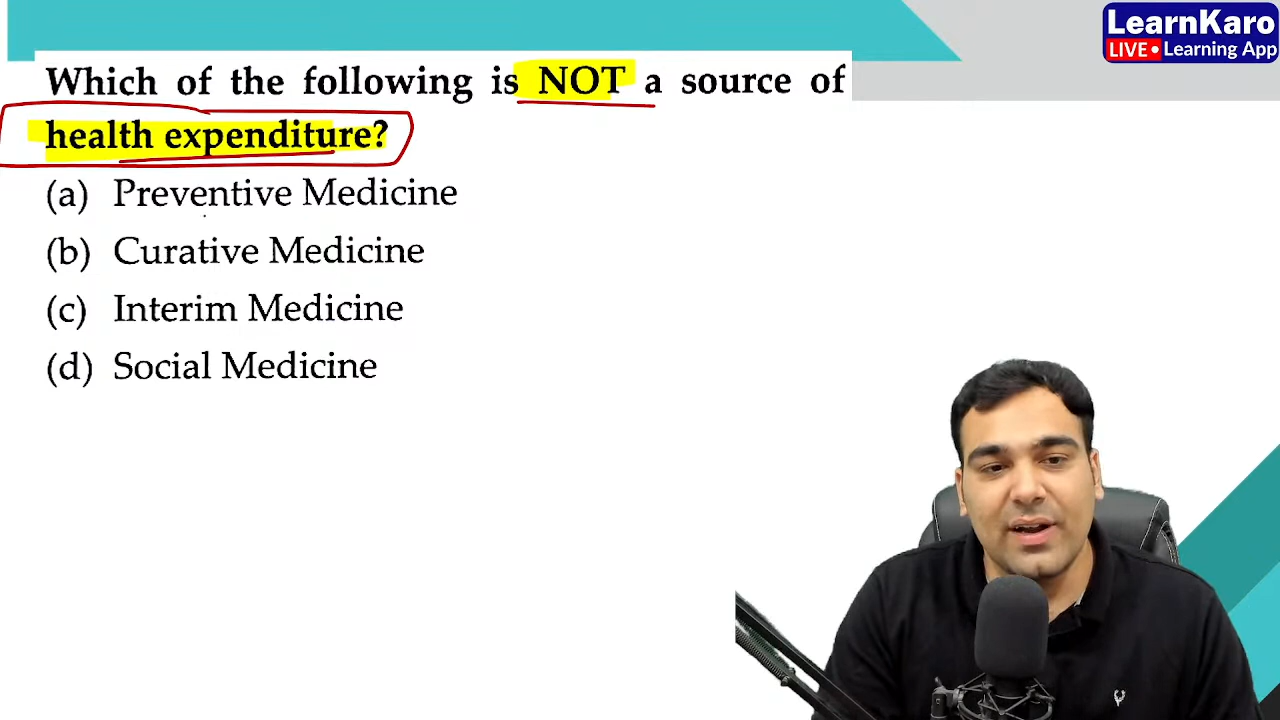 LearnKaro
LIVE • Learning App
Which of the following is NOT a source of
health expenditure?
(a) Preventive Medicine
(b) Curative Medicine
(c) Interim Medicine
(d) Social Medicine